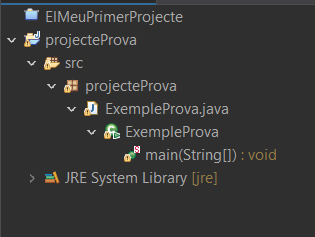 ElMeuPrimerProjecte
projecteProva
src
projecteProva
ExempleProva.java
ExempleProva
main(String[]) : void
JRE System Library [jre]